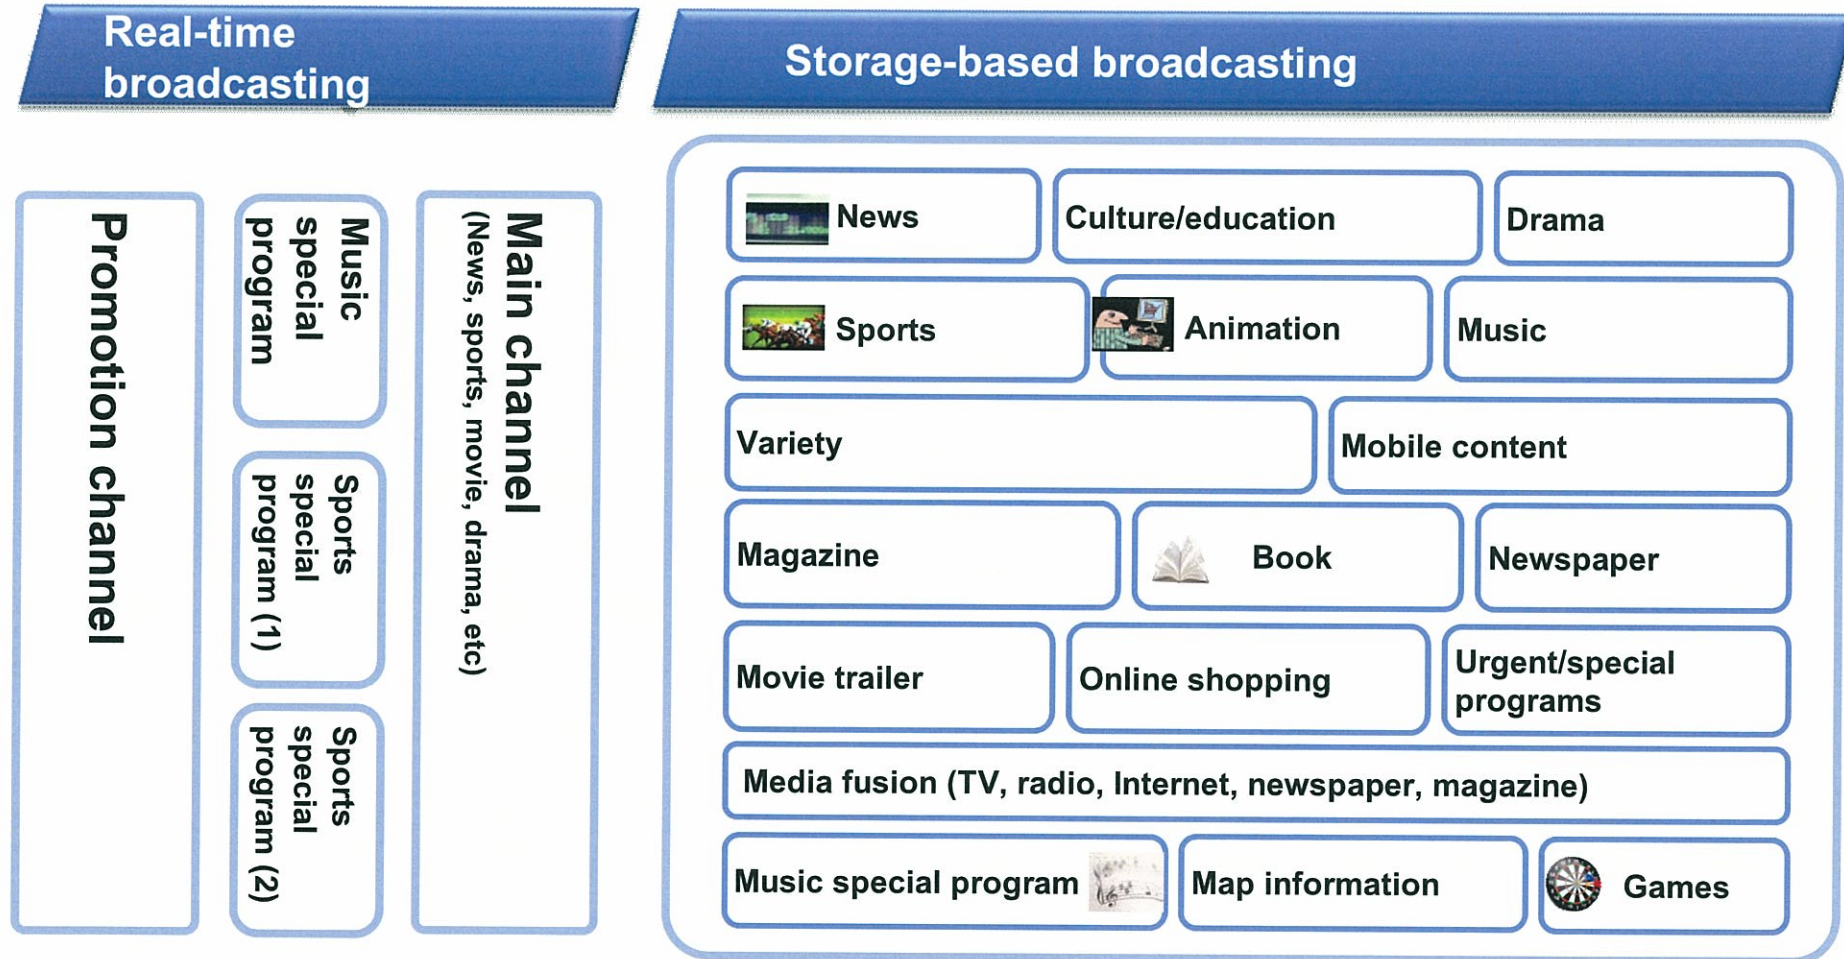 Real-time
broadcasting
Storage-based broadcasting
Promotion channel
Music
special
program
Sports
special
program (1)
Sports
special
program (2)
Main channel
(News, sports, movie, drama, etc)
News
Culture/education
Drama
Sports
Animation
Music
Variety
Mobile content
Magazine
Book
Newspaper
Movie trailer
Online shopping
Urgent/special
programs
Media fusion (TV, radio, Internet, newspaper, magazine)
Music special program
Map information
Games